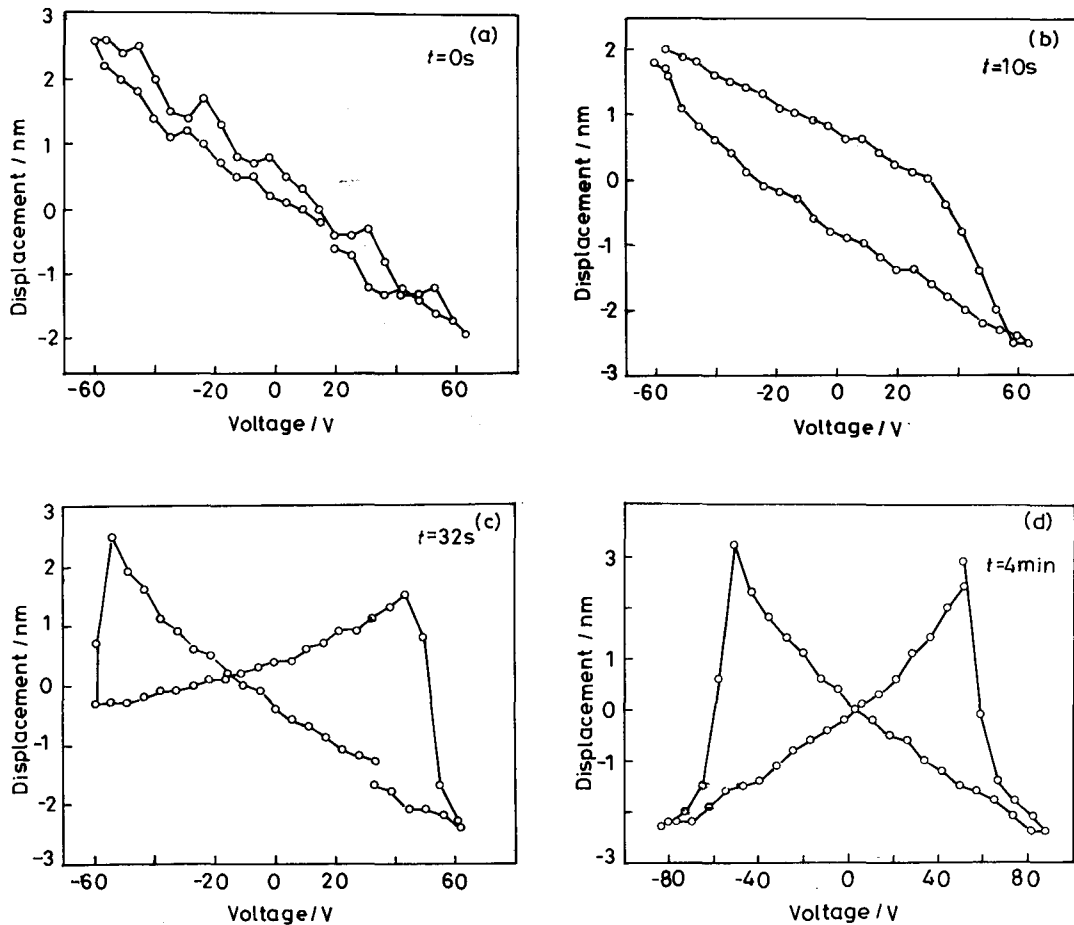 (a)
t=0s
3
2
1
0
-1
-2
Displacement / nm
-60 -40 -20 0 20 40 60
Voltage / V
(b)
t=10s
2
1
0
-1
-2
-3
Displacement / nm
-60 -20 20 60
Voltage / V
(c)
t=32s
3
2
1
0
-1
-2
-3
Displacement / nm
-60 -20 20 60
Voltage / V
(d)
t=4min
3
1
0
-1
-3
Displacement / nm
-80 -40 0 40 80
Voltage / V